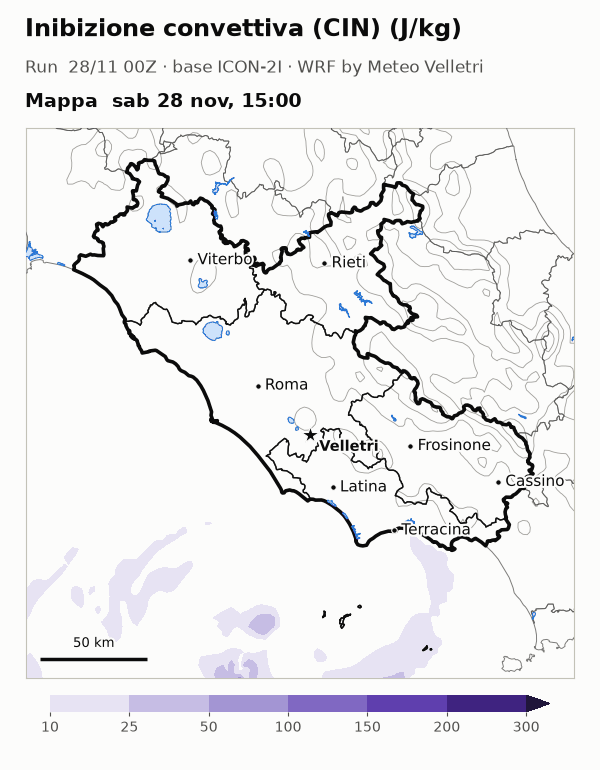 Inibizione convettiva (CIN) (J/kg)
Run  28/11 00Z · base ICON-2I · WRF by Meteo Velletri
Mappa  sab 28 nov, 15:00
Viterbo
Rieti
Roma
Velletri
Frosinone
Cassino
Latina
Terracina
50 km
10 25 50 100 150 200 300